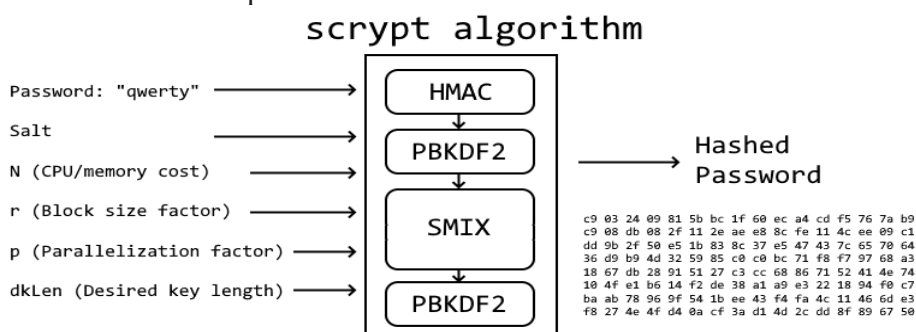 scrypt algorithm
Password: "qwerty"
Salt
N (CPU/memory cost)
r (Block size factor)
p (Parallelization factor)
dkLen (Desired key length)
HMAC
PBKDF2
SMIX
PBKDF2
Hashed
Password
c9 03 24 09 81 5b bc 1f 60 ec a4 cd f5 76 7a b9
c9 08 db 08 2f 11 2e ae e8 8c fe 11 4c ee 09 c1
dd 9b 2f 50 e5 1b 83 8c 37 e5 47 43 7c 65 70 64
36 d9 b9 4d 32 59 85 c0 c0 bc 71 f8 f7 97 68 a3
18 67 db 28 91 51 27 c3 cc 68 86 71 52 41 4e 74
10 4f e1 b6 14 f2 de 38 a1 a9 e3 22 18 94 f0 c7
ba ab 78 96 9f 54 1b ee 43 f4 fa 4c 11 46 6d e3
f8 27 4e 4f d4 0a cf 3a d1 4d 2c dd 8f 89 67 50